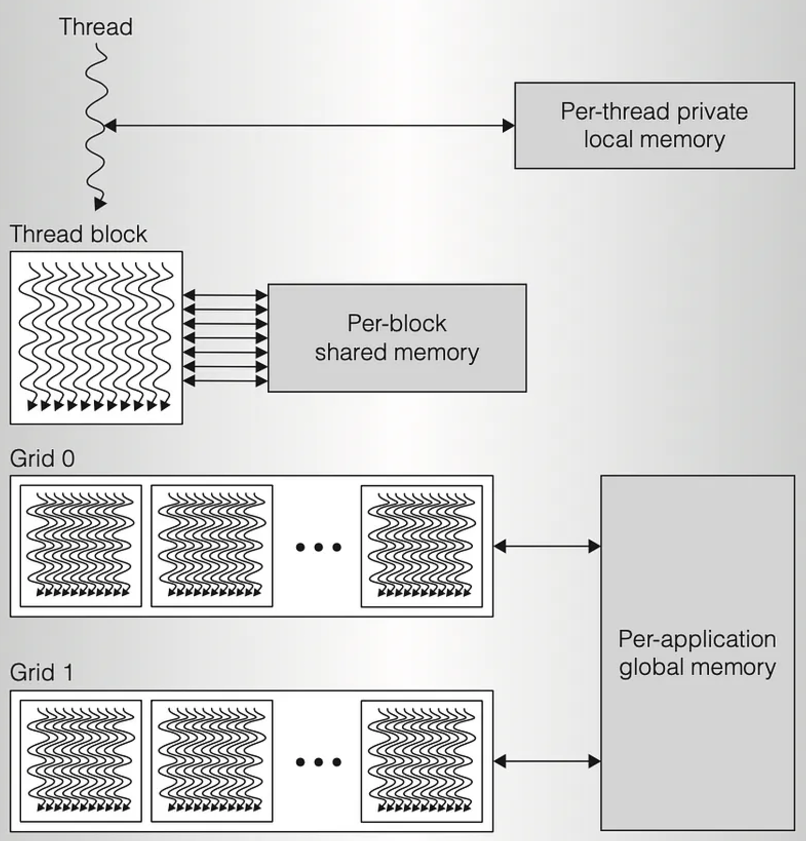 Thread
Per-thread private
local memory
Thread block
Per-block
shared memory
Grid 0
Per-application
global memory
Grid 1